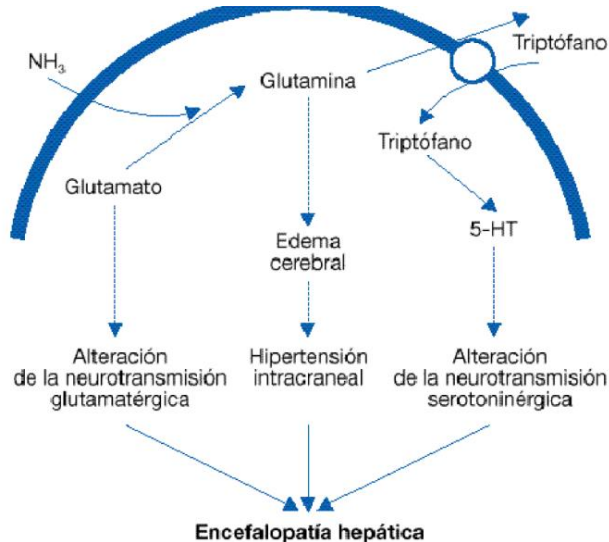 Triptófano
NH3
Glutamina
Triptófano
Glutamato
5-HT
Edema
cerebral
Alteración
de la neurotransmisión
glutamatérgica
Hipertensión
intracraneal
Alteración
de la neurotransmisión
serotoninérgica
Encefalopatía hepática